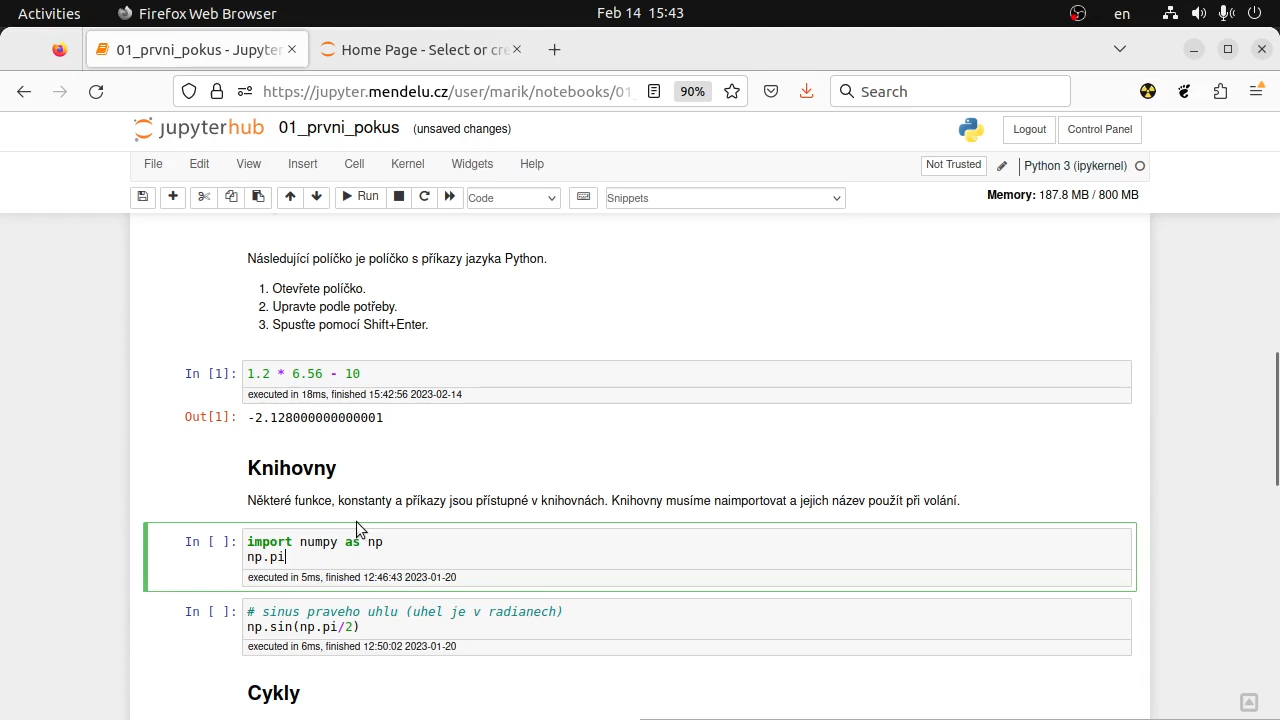 Activities
Firefox Web Browser
Feb 14 15:43
en
01_prvni_pokus - Jupyter
Home Page - Select or cre
https://jupyter.mendelu.cz/user/marik/notebooks/01_
90%
Search
jupyterhub
01_prvni_pokus
(unsaved changes)
Logout
Control Panel
File
Edit
View
Insert
Cell
Kernel
Widgets
Help
Not Trusted
Python 3 (ipykernel)
Run
Code
Snippets
Memory: 187.8 MB / 800 MB
Následující políčko je políčko s příkazy jazyka Python.
1. Otevřete políčko.
2. Upravte podle potřeby.
3. Spusťte pomocí Shift+Enter.
In [1]: 1.2 * 6.56 - 10
executed in 18ms, finished 15:42:56 2023-02-14
Out[1]: -2.128000000000001
Knihovny
Některé funkce, konstanty a příkazy jsou přístupné v knihovnách. Knihovny musíme naimportovat a jejich název použít při volání.
In [ ]: import numpy as np
np.pi
executed in 5ms, finished 12:46:43 2023-01-20
In [ ]: # sinus praveho uhlu (uhel je v radianech)
np.sin(np.pi/2)
executed in 6ms, finished 12:50:02 2023-01-20
Cykly